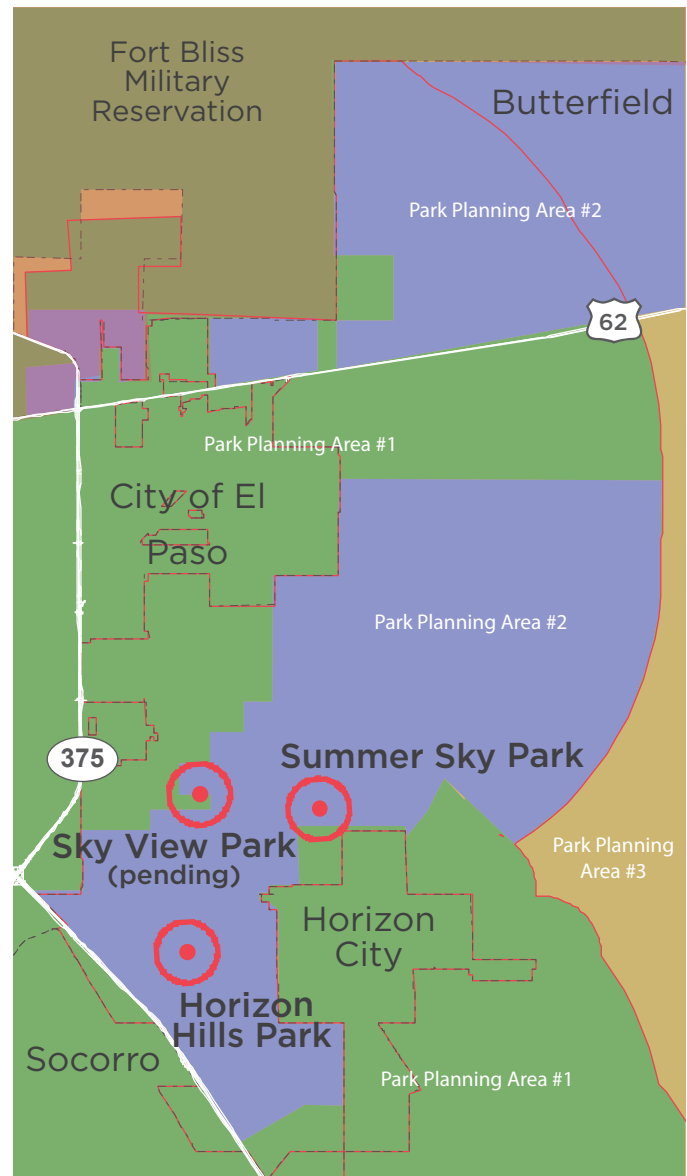 Fort Bliss
Military
Reservation
Butterfield
Park Planning Area #2
62
Park Planning Area #1
City of El
Paso
Park Planning Area #2
375
Summer Sky Park
Sky View Park
(pending)
Park Planning
Area #3
Horizon
City
Horizon
Hills Park
Socorro
Park Planning Area #1